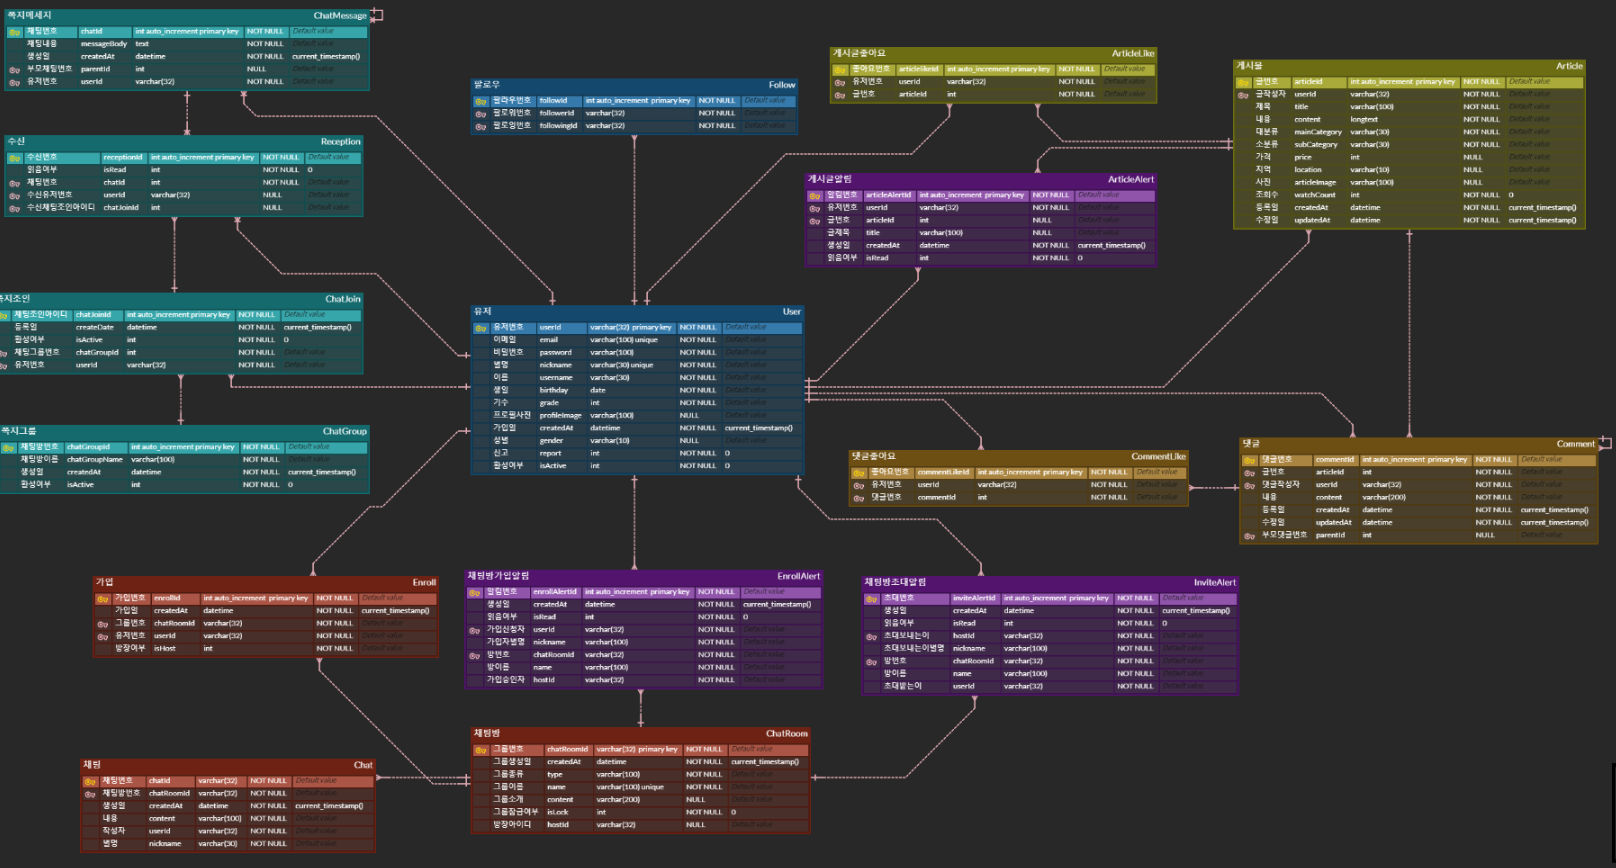 쪽지메세지 ChatMessage
채팅번호 chatId int auto_increment primary key NOT NULL Default value
채팅내용 messageBody text NOT NULL Default value
생성일 createdAt datetime NOT NULL current_timestamp()
부모채팅번호 parentId int NULL Default value
유저번호 userId varchar(32) NOT NULL Default value
수신 Reception
수신번호 receptionId int auto_increment primary key NOT NULL Default value
읽음여부 isRead int NOT NULL 0
채팅번호 chatId int NOT NULL Default value
수신유저번호 userId varchar(32) NULL Default value
수신채팅조인아이디 chatJoinId int NOT NULL Default value
쪽지조인 ChatJoin
채팅조인아이디 chatJoinId int auto_increment primary key NOT NULL Default value
등록일 createDate datetime NOT NULL current_timestamp()
활성여부 isActive int NOT NULL 0
채팅그룹번호 chatGroupId int NOT NULL Default value
유저번호 userId varchar(32) NOT NULL Default value
쪽지그룹 ChatGroup
채팅방번호 chatGroupId int auto_increment primary key NOT NULL Default value
채팅방이름 chatGroupName varchar(100) NOT NULL Default value
생성일 createdAt datetime NOT NULL current_timestamp()
활성여부 isActive int NOT NULL 0
팔로우 Follow
팔라우번호 followId int auto_increment primary key NOT NULL Default value
팔로워번호 followerId varchar(32) NOT NULL Default value
팔로잉번호 followingId varchar(32) NOT NULL Default value
게시글좋아요 ArticleLike
좋아요번호 articlelikeId int auto_increment primary key NOT NULL Default value
유저번호 userId varchar(32) NOT NULL Default value
글번호 articleId int NOT NULL Default value
게시물 Article
글번호 articleId int auto_increment primary key NOT NULL Default value
글작성자 userId varchar(32) NOT NULL Default value
제목 title varchar(100) NOT NULL Default value
내용 content longtext NOT NULL Default value
대분류 mainCategory varchar(30) NOT NULL Default value
소분류 subCategory varchar(30) NOT NULL Default value
가격 price int NULL Default value
지역 location varchar(10) NOT NULL Default value
사진 articleImage varchar(100) NULL Default value
조회수 watchCount int NOT NULL 0
등록일 createdAt datetime NOT NULL current_timestamp()
수정일 updatedAt datetime NOT NULL current_timestamp()
게시글알림 ArticleAlert
알림번호 articleAlertId int auto_increment primary key NOT NULL Default value
유저번호 userId varchar(32) NOT NULL Default value
글번호 articleId int NULL Default value
글제목 title varchar(100) NULL Default value
생성일 createdAt datetime NOT NULL current_timestamp()
읽음여부 isRead int NOT NULL 0
유저 User
유저번호 userId varchar(32) primary key NOT NULL Default value
이메일 email varchar(100) unique NOT NULL Default value
비밀번호 password varchar(100) NOT NULL Default value
별명 nickname varchar(30) unique NOT NULL Default value
이름 username varchar(30) NOT NULL Default value
생일 birthday date NOT NULL Default value
기수 grade int NOT NULL Default value
프로필사진 profileImage varchar(100) NULL Default value
가입일 createdAt datetime NOT NULL current_timestamp()
성별 gender varchar(10) NULL Default value
신고 report int NOT NULL 0
활성여부 isActive int NOT NULL 0
댓글좋아요 CommentLike
좋아요번호 commentLikeId int auto_increment primary key NOT NULL Default value
유저번호 userId varchar(32) NOT NULL Default value
댓글번호 commentId int NOT NULL Default value
댓글 Comment
댓글번호 commentId int auto_increment primary key NOT NULL Default value
글번호 articleId int NOT NULL Default value
댓글작성자 userId varchar(32) NOT NULL Default value
내용 content varchar(200) NOT NULL Default value
등록일 createdAt datetime NOT NULL current_timestamp()
수정일 updatedAt datetime NOT NULL current_timestamp()
부모댓글번호 parentId int NULL Default value
가입 Enroll
가입번호 enrollId int auto_increment primary key NOT NULL Default value
가입일 createdAt datetime NOT NULL current_timestamp()
그룹번호 chatRoomId varchar(32) NOT NULL Default value
유저번호 userId varchar(32) NOT NULL Default value
방장여부 isHost int NOT NULL Default value
채팅방가입알림 EnrollAlert
알림번호 enrollAlertId int auto_increment primary key NOT NULL Default value
생성일 createdAt datetime NOT NULL current_timestamp()
읽음여부 isRead int NOT NULL 0
가입신청자 userId varchar(32) NOT NULL Default value
가입자별명 nickname varchar(100) NOT NULL Default value
방번호 chatRoomId varchar(32) NOT NULL Default value
방이름 name varchar(100) NOT NULL Default value
가입승인자 hostId varchar(32) NOT NULL Default value
채팅방초대알림 InviteAlert
초대번호 inviteAlertId int auto_increment primary key NOT NULL Default value
생성일 createdAt datetime NOT NULL current_timestamp()
읽음여부 isRead int NOT NULL 0
초대보내는이 hostId varchar(32) NOT NULL Default value
초대보내는이별명 nickname varchar(100) NOT NULL Default value
방번호 chatRoomId varchar(32) NOT NULL Default value
방이름 name varchar(100) NOT NULL Default value
초대받는이 userId varchar(32) NOT NULL Default value
채팅방 ChatRoom
그룹번호 chatRoomId varchar(32) primary key NOT NULL Default value
그룹생성일 createdAt datetime NOT NULL current_timestamp()
그룹종류 type varchar(100) NOT NULL Default value
그룹이름 name varchar(100) unique NOT NULL Default value
그룹소개 content varchar(200) NULL Default value
그룹잠금여부 isLock int NOT NULL 0
방장아이디 hostId varchar(32) NULL Default value
채팅 Chat
채팅번호 chatId varchar(32) NOT NULL Default value
채팅방번호 chatRoomId varchar(32) NOT NULL Default value
생성일 createdAt datetime NOT NULL current_timestamp()
내용 content varchar(100) NOT NULL Default value
작성자 userId varchar(32) NOT NULL Default value
별명 nickname varchar(30) NOT NULL Default value